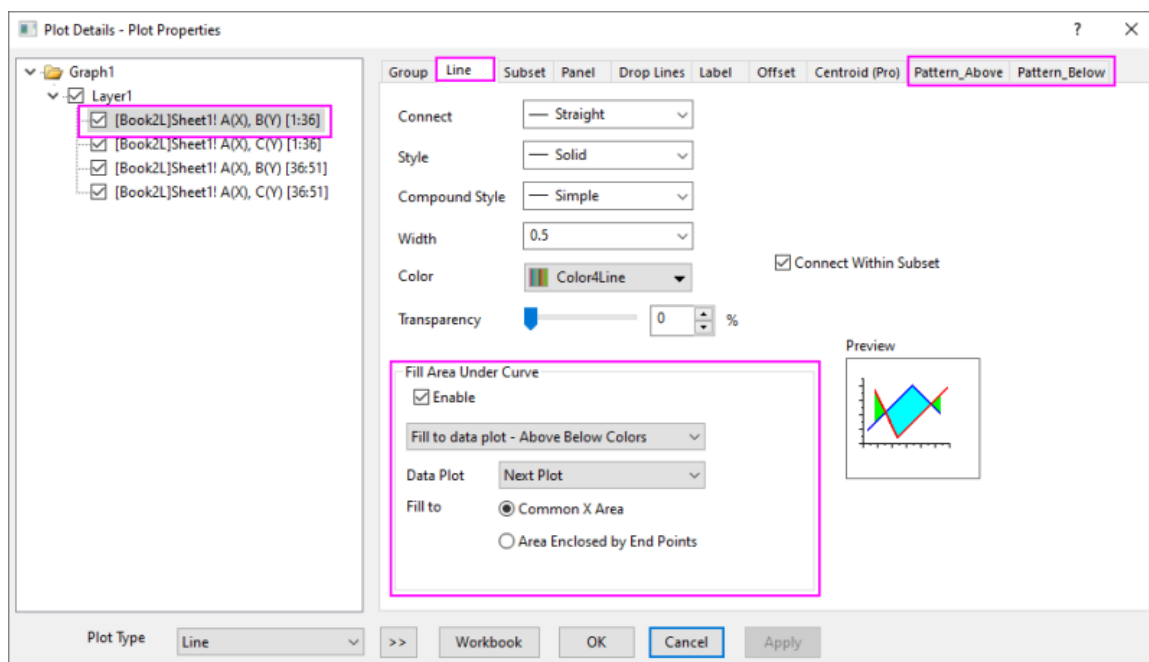 Plot Details - Plot Properties
?
Graph1
Layer1
[Book2L]Sheet1! A(X), B(Y) [1:36]
[Book2L]Sheet1! A(X), C(Y) [1:36]
[Book2L]Sheet1! A(X), B(Y) [36:51]
[Book2L]Sheet1! A(X), C(Y) [36:51]
Group Line Subset Panel Drop Lines Label Offset Centroid (Pro) Pattern_Above Pattern_Below
Connect Straight
Style Solid
Compound Style Simple
Width 0.5
Connect Within Subset
Color Color4Line
Transparency 0 %
Preview
Fill Area Under Curve
Enable
Fill to data plot - Above Below Colors
Data Plot Next Plot
Fill to Common X Area
Area Enclosed by End Points
Plot Type Line >> Workbook OK Cancel Apply